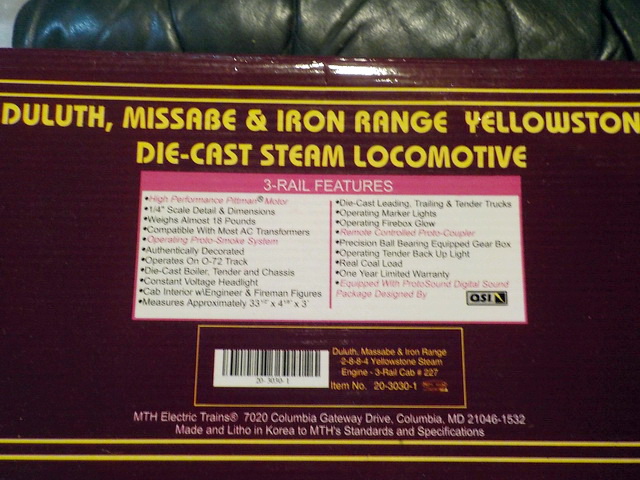 DULUTH, MISSABE & IRON RANGE YELLOWSTON
DIE-CAST STEAM LOCOMOTIVE
3-RAIL FEATURES
•High Performance Pittman® Motor
•1/4" Scale Detail & Dimensions
•Weighs Almost 18 Pounds
•Compatible With Most AC Transformers
•Operating Proto-Smoke System
•Authentically Decorated
•Operates On O-72 Track
•Die-Cast Boiler, Tender and Chassis
•Constant Voltage Headlight
•Cab Interior w\Engineer & Fireman Figures
•Measures Approximately 33 1/2" x 4 1/4" x 3"
•Die-Cast Leading, Trailing & Tender Trucks
•Operating Marker Lights
•Operating Firebox Glow
•Remote Controlled Proto-Coupler
•Precision Ball Bearing Equipped Gear Box
•Operating Tender Back Up Light
•Real Coal Load
•One Year Limited Warranty
•Equipped With ProtoSound Digital Sound
Package Designed By
QSI
20-3030-1
Duluth, Massabe & Iron Range
2-8-8-4 Yellowstone Steam
Engine - 3-Rail Cab # 227
Item No. 20-3030-1
MTH Electric Trains® 7020 Columbia Gateway Drive, Columbia, MD 21046-1532
Made and Litho in Korea to MTH's Standards and Specifications